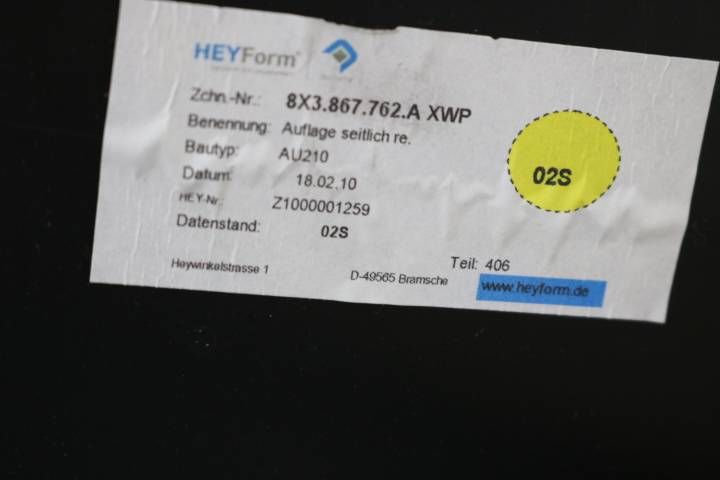 HEYForm
Zchn.-Nr.: 8X3.867.762.A XWP
Benennung: Auflage seitlich re.
Bautyp: AU210
Datum: 18.02.10
HEY-Nr.: Z1000001259
Datenstand: 02S
02S
Teil: 406
Heywinkelstrasse 1 D-49565 Bramsche www.heyform.de